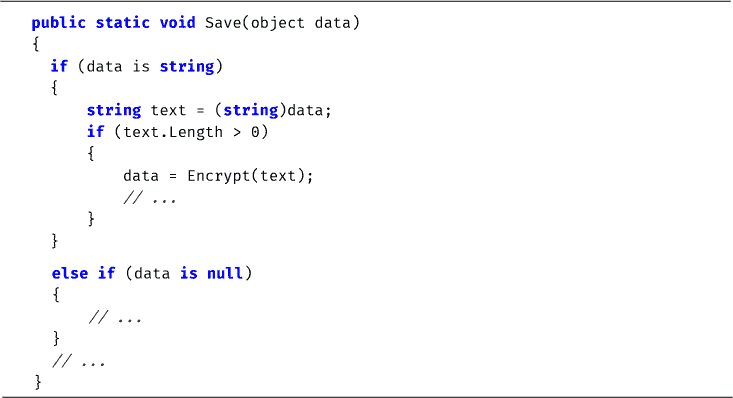 public static void Save(object data)
{
if (data is string)
{
string text = (string)data;
if (text.Length > 0)
{
data = Encrypt(text);
// ...
}
}
else if (data is null)
{
// ...
}
// ...
}